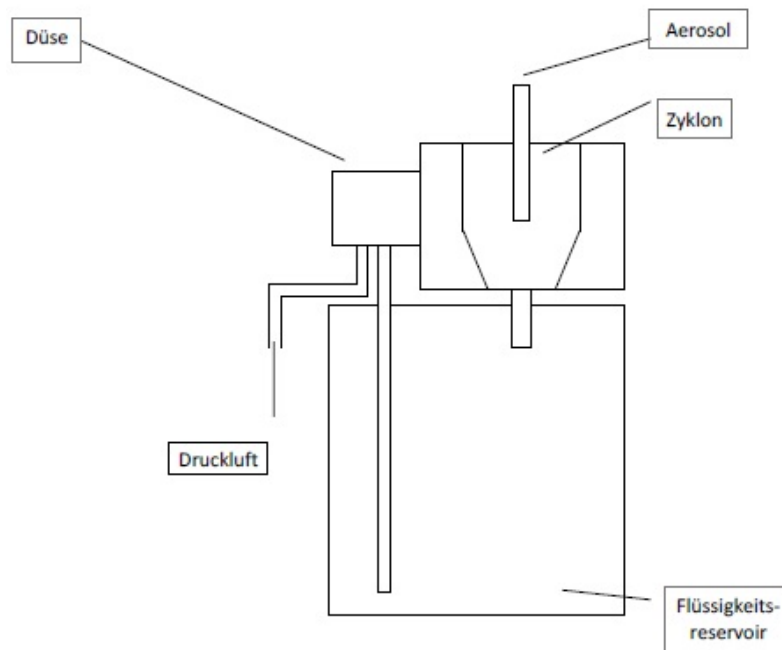 Düse
Aerosol
Zyklon
Druckluft
Flüssigkeits-
reservoir